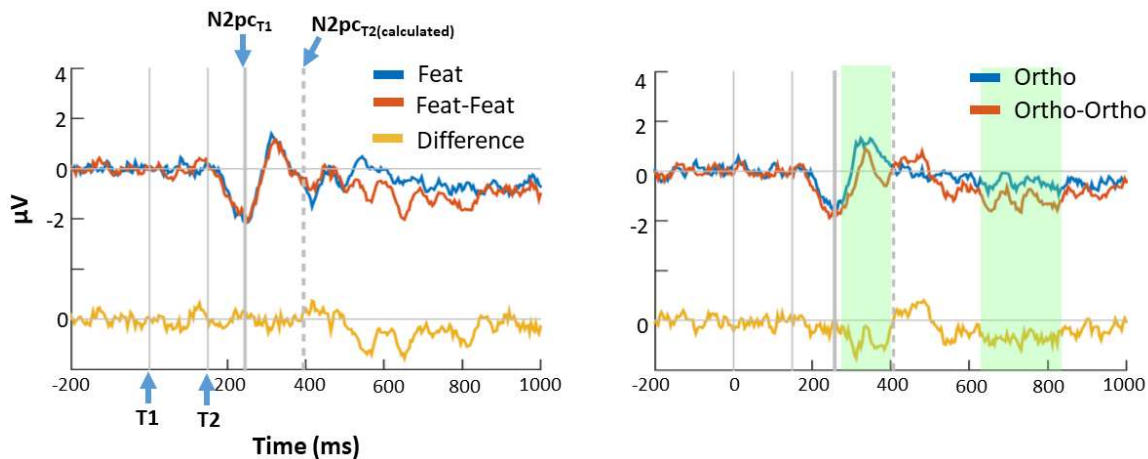 N2pcT1
N2pcT2(calculated)
4
2
0
-2
0
μV
Feat
Feat-Feat
Difference
-200
200
400
600
800
1000
T1
T2
Time (ms)
4
2
0
-2
0
Ortho
Ortho-Ortho
-200
0
200
400
600
800
1000